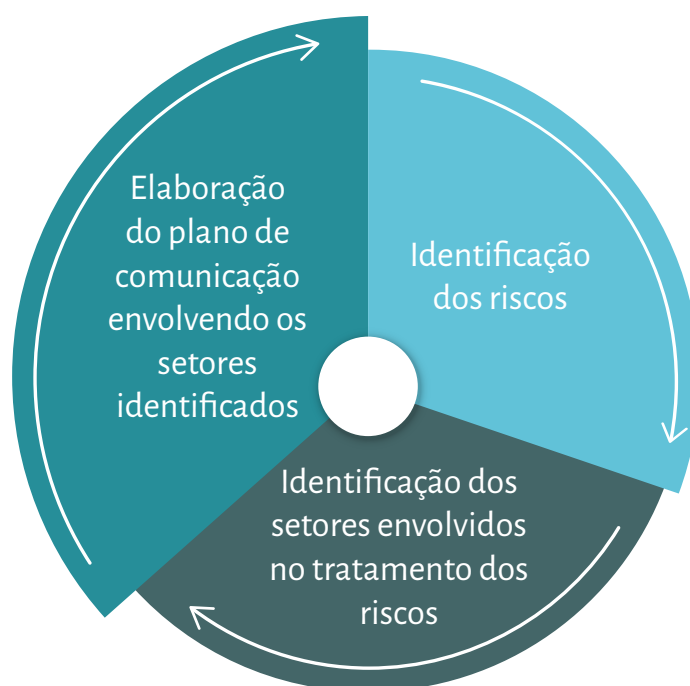 Identificação
dos riscos
Identificação dos
setores envolvidos
no tratamento dos
riscos
Elaboração
do plano de
comunicação
envolvendo os
setores
identificados